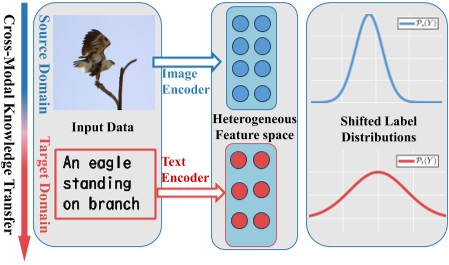 Cross-Modal Knowledge Transfer
Source Domain
Target Domain
Input Data
An eagle
standing
on branch
Image
Encoder
Text
Encoder
Heterogeneous
Feature space
Pₛ(Y)
Shifted Label
Distributions
Pₜ(Y)